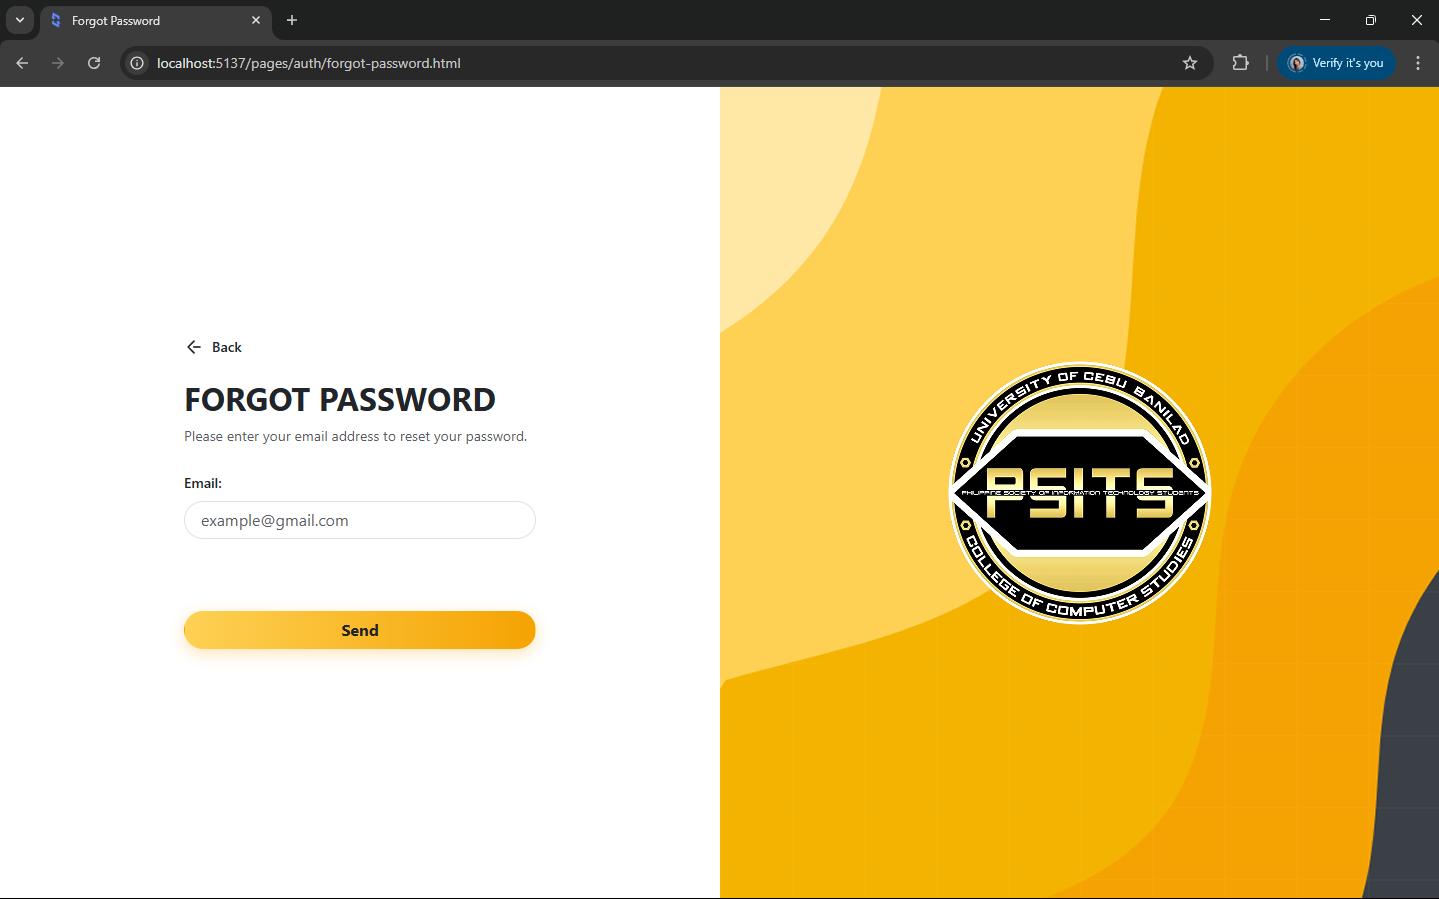 Forgot Password
localhost:5137/pages/auth/forgot-password.html
Verify it's you
Back
FORGOT PASSWORD
Please enter your email address to reset your password.
Email:
example@gmail.com
Send
UNIVERSITY OF CEBU BANILAD
PSITS
PHILIPPINE SOCIETY OF INFORMATION TECHNOLOGY STUDENTS
COLLEGE OF COMPUTER STUDIES